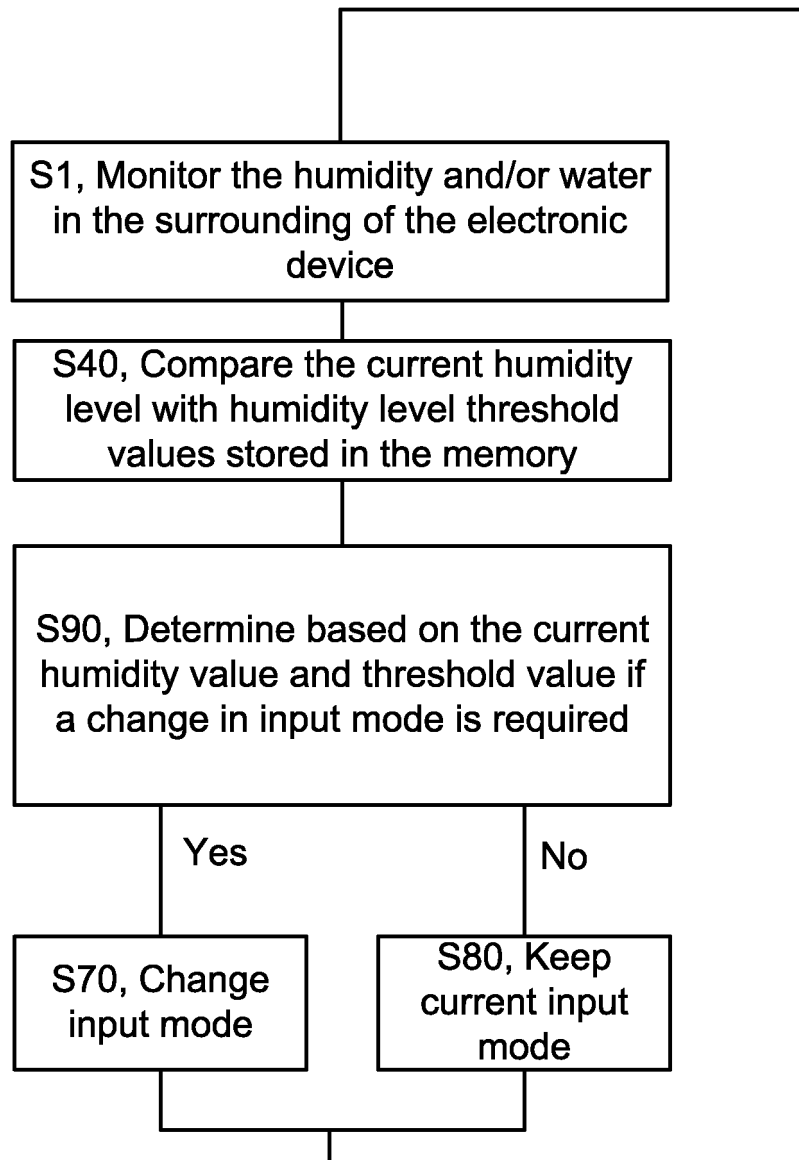 S1, Monitor the humidity and/or water
in the surrounding of the electronic
device
S40, Compare the current humidity
level with humidity level threshold
values stored in the memory
S90, Determine based on the current
humidity value and threshold value if
a change in input mode is required
Yes
No
S70, Change
input mode
S80, Keep
current input
mode